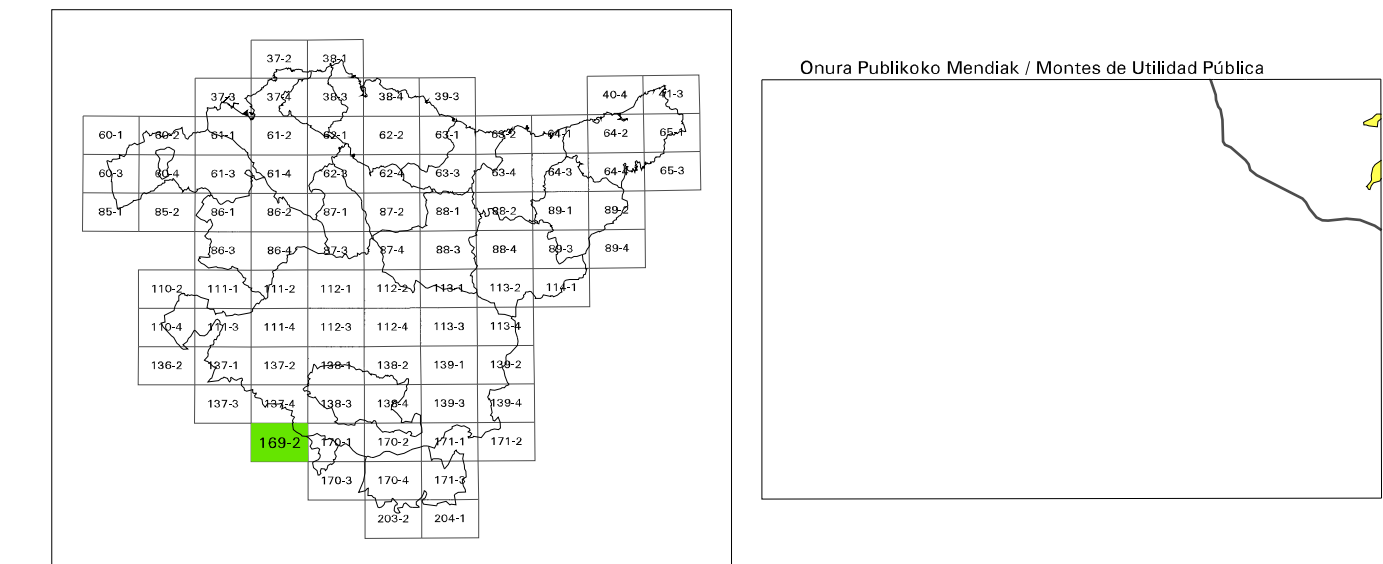 Onura Publikoko Mendiak / Montes de Utilidad Pública
37-2 38-1
37-3 37-4 38-3 38-4 39-3 40-4 41-3
60-1 60-2 61-1 61-2 62-1 62-2 63-1 63-2 64-1 64-2 65-1
60-3 60-4 61-3 61-4 62-3 62-4 63-3 63-4 64-3 64-4 65-3
85-1 85-2 86-1 86-2 87-1 87-2 88-1 88-2 89-1 89-2
86-3 86-4 87-3 87-4 88-3 88-4 89-3 89-4
110-2 111-1 111-2 112-1 112-2 113-1 113-2 114-1
110-4 111-3 111-4 112-3 112-4 113-3 113-4
136-2 137-1 137-2 138-1 138-2 139-1 139-2
137-3 137-4 138-3 138-4 139-3 139-4
169-2 170-1 170-2 171-1 171-2
170-3 170-4 171-3
203-2 204-1